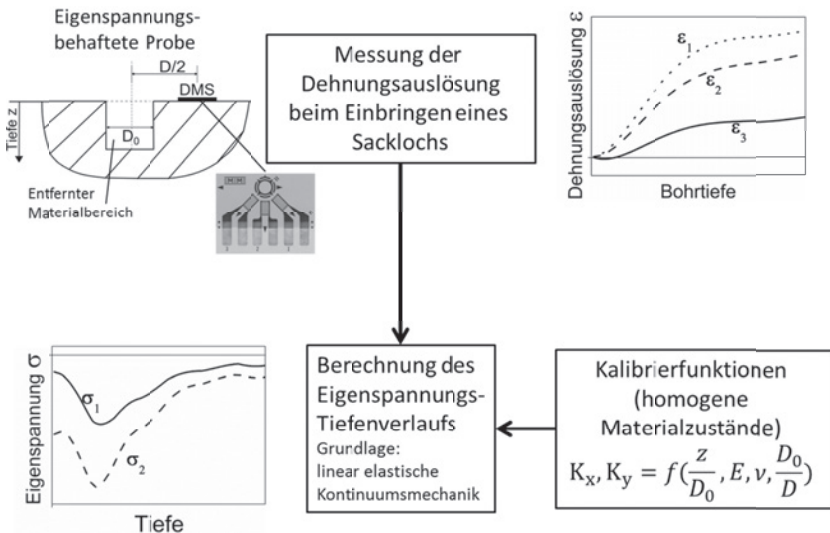 Eigenspannungs-
behaftete Probe
D/2
DMS
Tiefe z
D₀
Entfernter
Materialbereich
Messung der
Dehnungsauslösung
beim Einbringen eines
Sacklochs
Dehnungsauslösung ε
ε₁
ε₂
ε₃
Bohrtiefe
Eigenspannung σ
σ₁
σ₂
Tiefe
Berechnung des
Eigenspannungs-
Tiefenverlaufs
Grundlage:
linear elastische
Kontinuumsmechanik
Kalibrierfunktionen
(homogene
Materialzustände)
Kₓ, Kᵧ = f(z/D₀, E, ν, D₀/D)